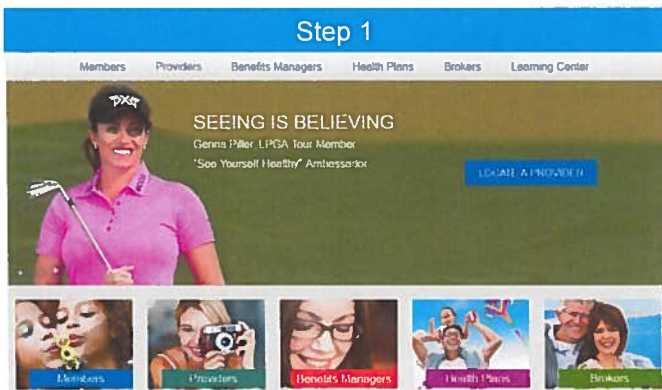 Step 1
Members Providers Benefits Managers Health Plans Brokers Learning Center
PXG
SEEING IS BELIEVING
Gerina Piller, LPGA Tour Member
"See Yourself Healthy" Ambassador
LOCATE A PROVIDER
Members Providers Benefits Managers Health Plans Brokers